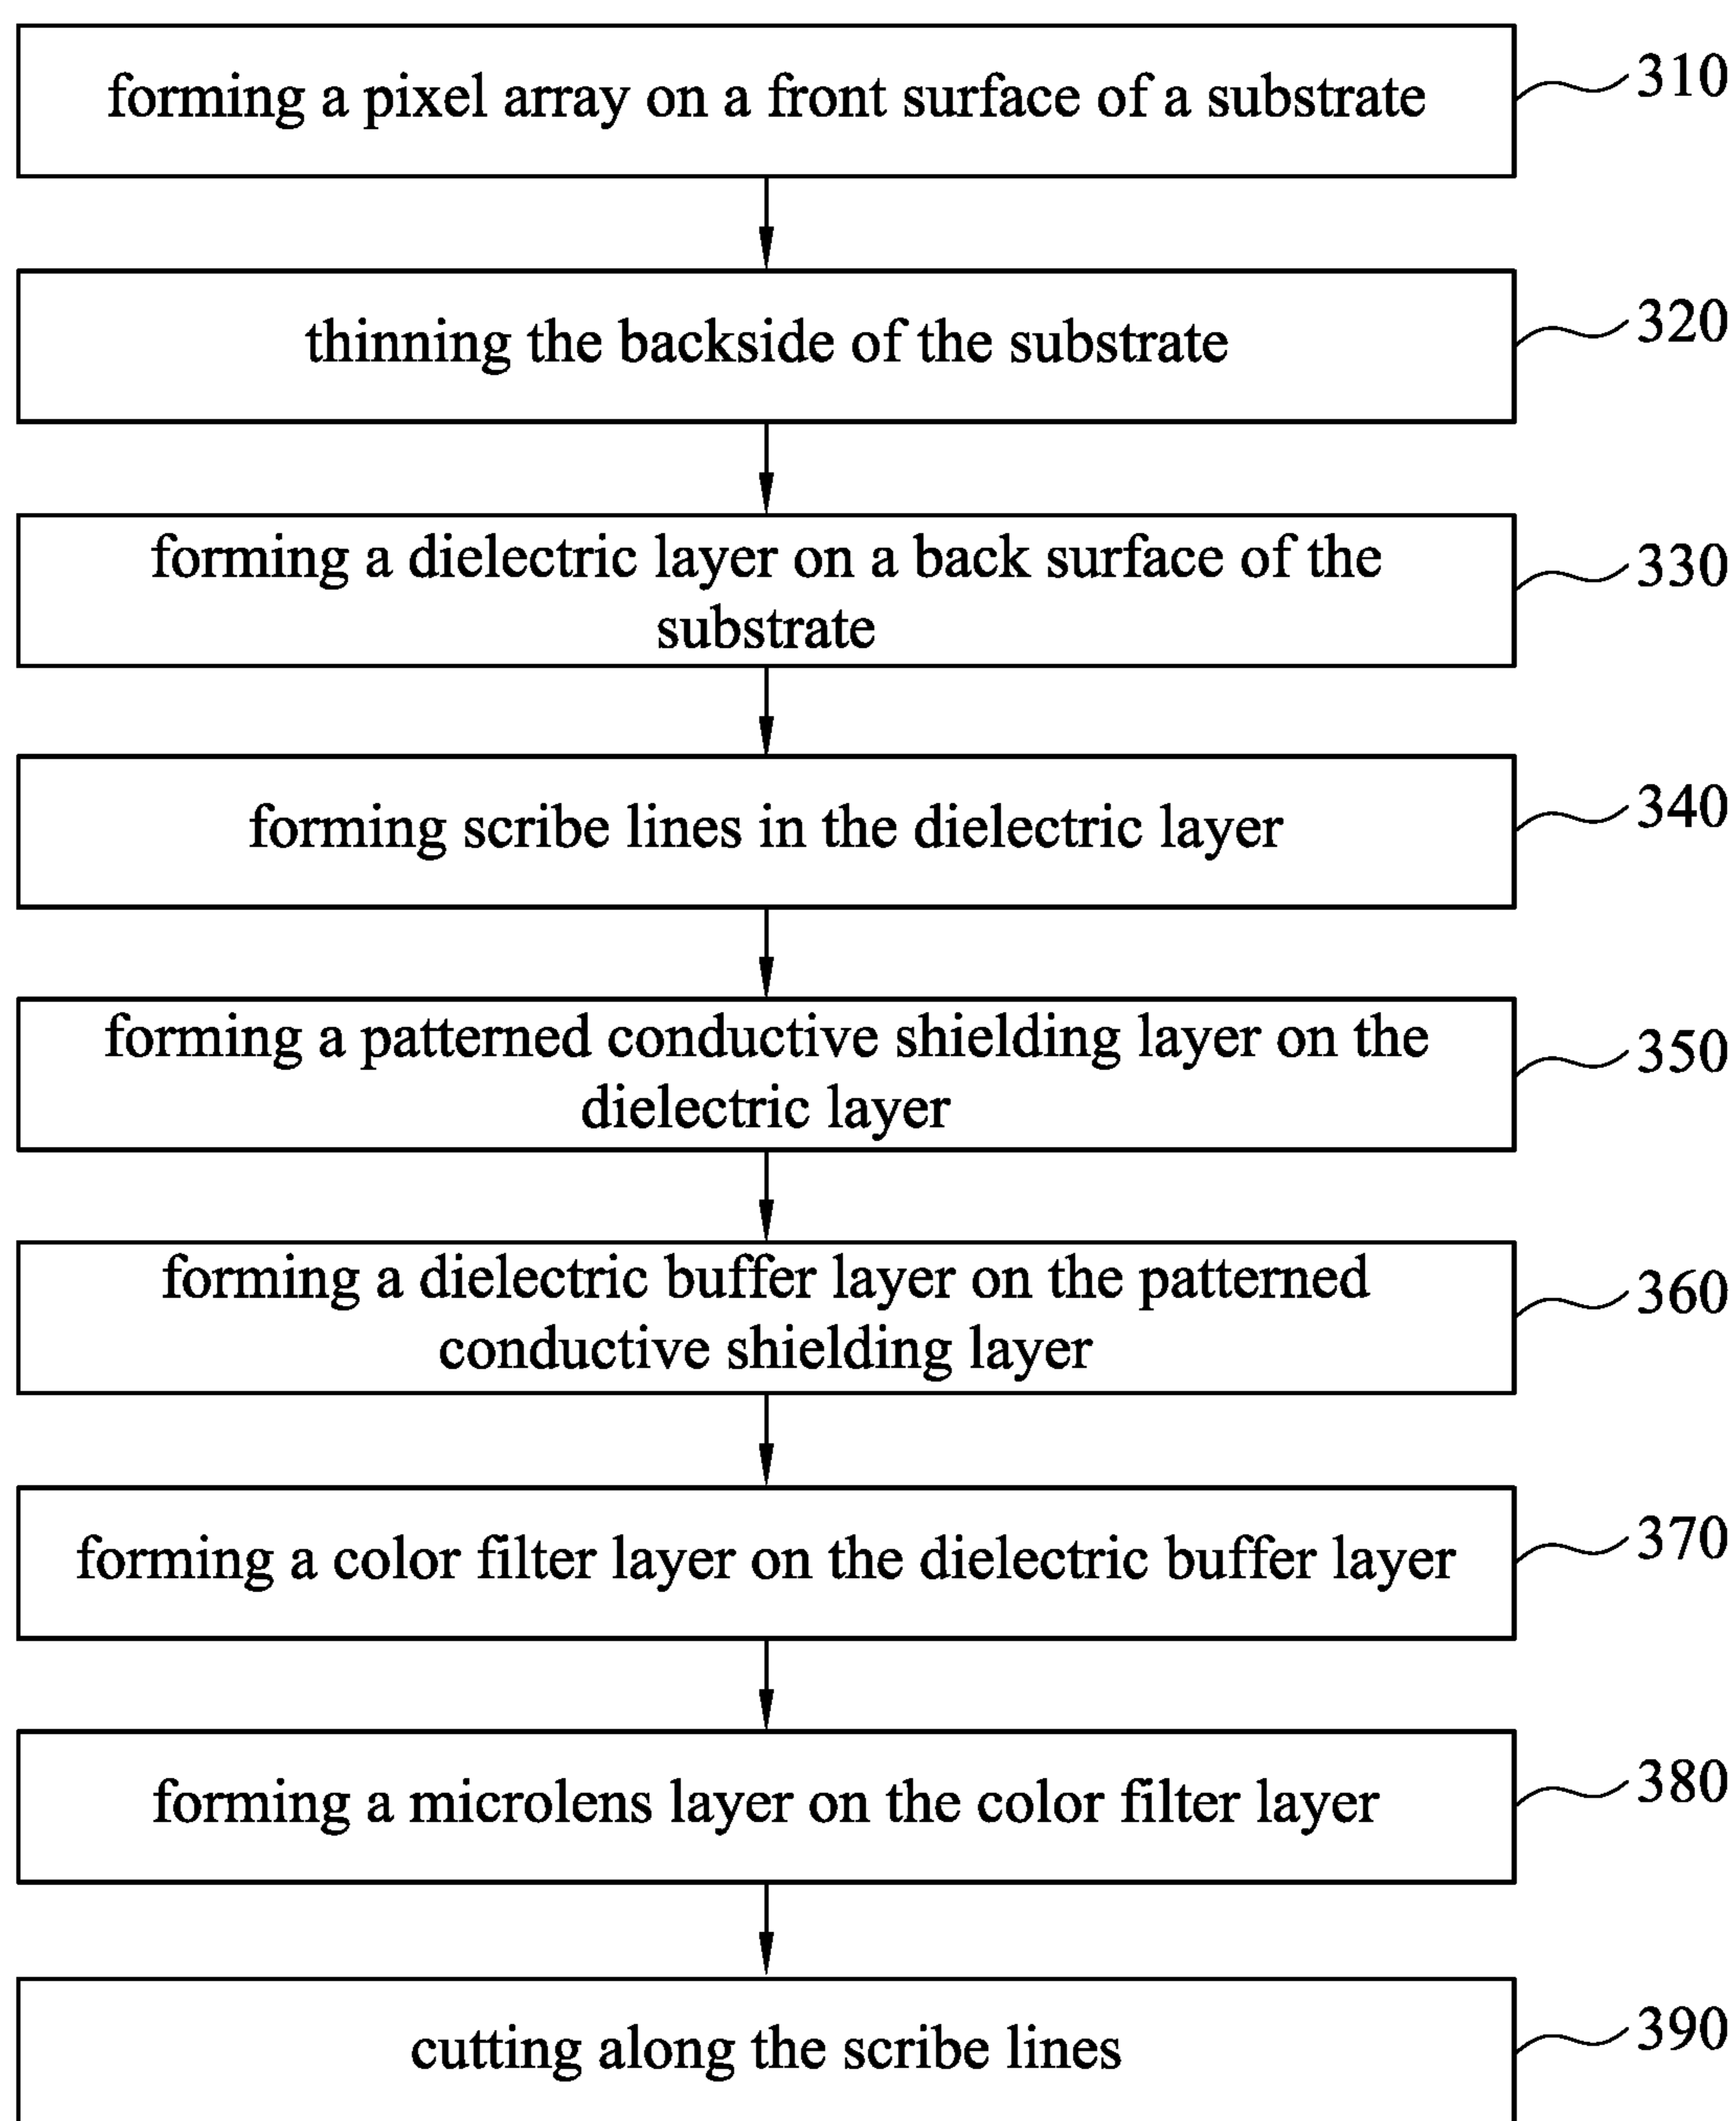 forming a pixel array on a front surface of a substrate
310
thinning the backside of the substrate
320
forming a dielectric layer on a back surface of the
substrate
330
forming scribe lines in the dielectric layer
340
forming a patterned conductive shielding layer on the
dielectric layer
350
forming a dielectric buffer layer on the patterned
conductive shielding layer
360
forming a color filter layer on the dielectric buffer layer
370
forming a microlens layer on the color filter layer
380
cutting along the scribe lines
390